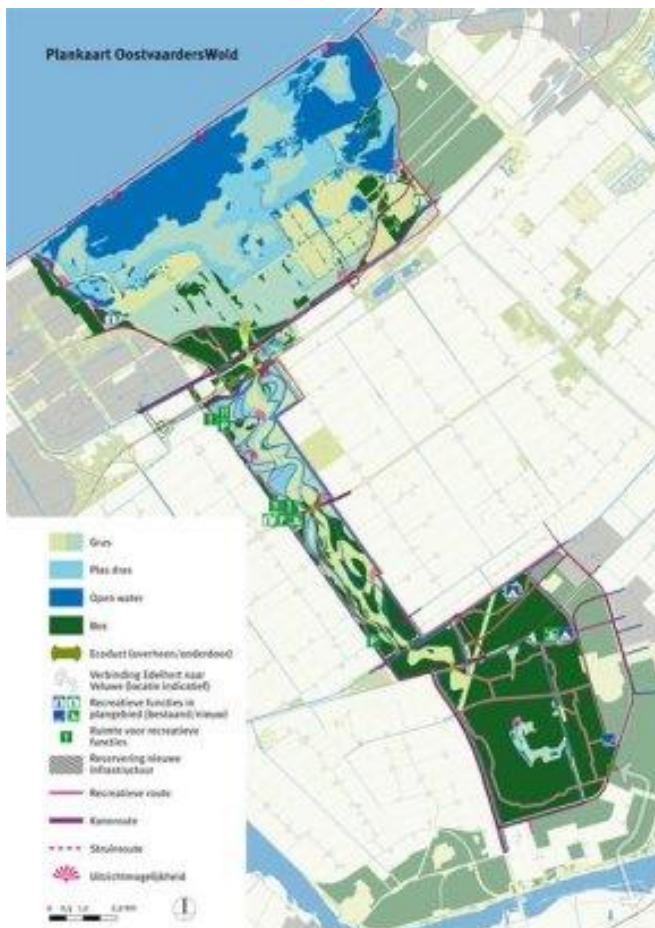 Plankaart OostvaardersWold
Gras
Plas dras
Open water
Bos
Ecoduct (overheen/onderdoor)
Verbinding Edelhert naar
Veluwe (locatie indicatief)
Recreatieve functies in
plangebied (bestaand/nieuw)
Ruimte voor recreatieve
functies
Reservering nieuwe
infrastructuur
Recreatieve route
Kanoroute
Struinroute
Uitzichtmogelijkheid